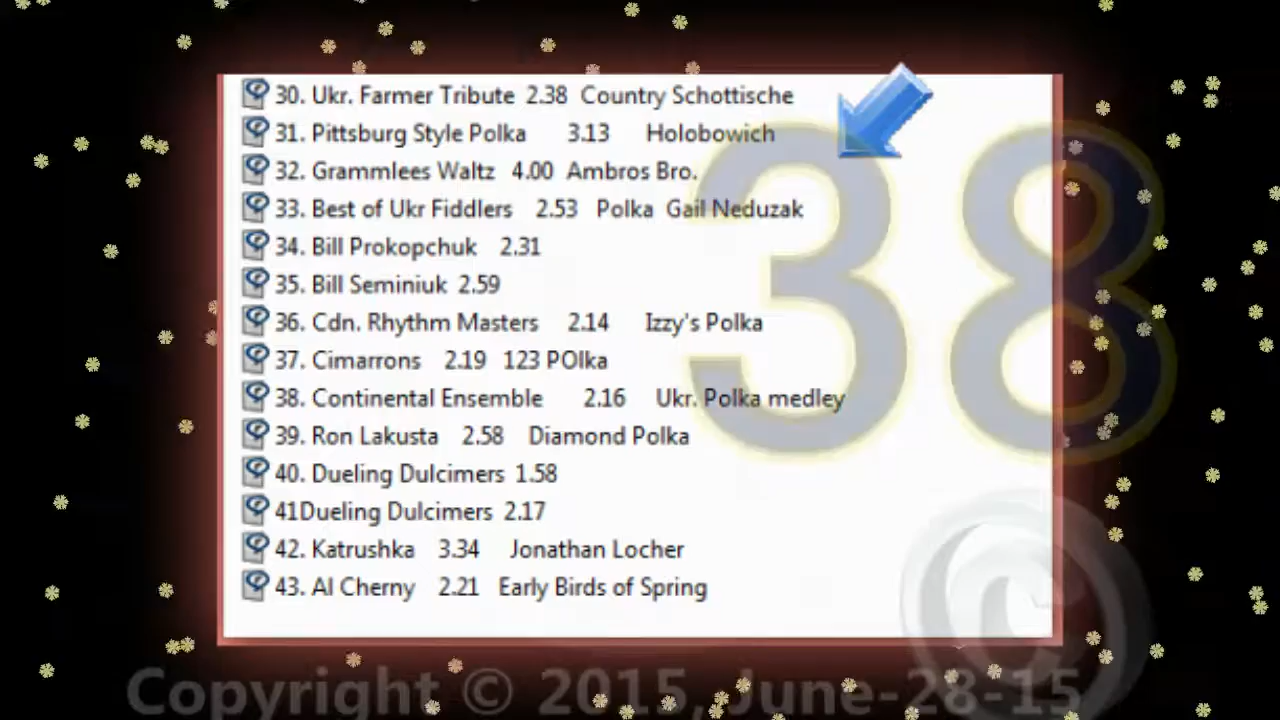 30. Ukr. Farmer Tribute 2.38 Country Schottische
31. Pittsburg Style Polka 3.13 Holobowich
32. Grammlees Waltz 4.00 Ambros Bro.
33. Best of Ukr Fiddlers 2.53 Polka Gail Neduzak
34. Bill Prokopchuk 2.31
35. Bill Seminiuk 2.59
36. Cdn. Rhythm Masters 2.14 Izzy's Polka
37. Cimarrons 2.19 123 POlka
38. Continental Ensemble 2.16 Ukr. Polka medley
39. Ron Lakusta 2.58 Diamond Polka
40. Dueling Dulcimers 1.58
41Dueling Dulcimers 2.17
42. Katrushka 3.34 Jonathan Locher
43. Al Cherny 2.21 Early Birds of Spring
38
©
Copyright © 2015, June-28-15